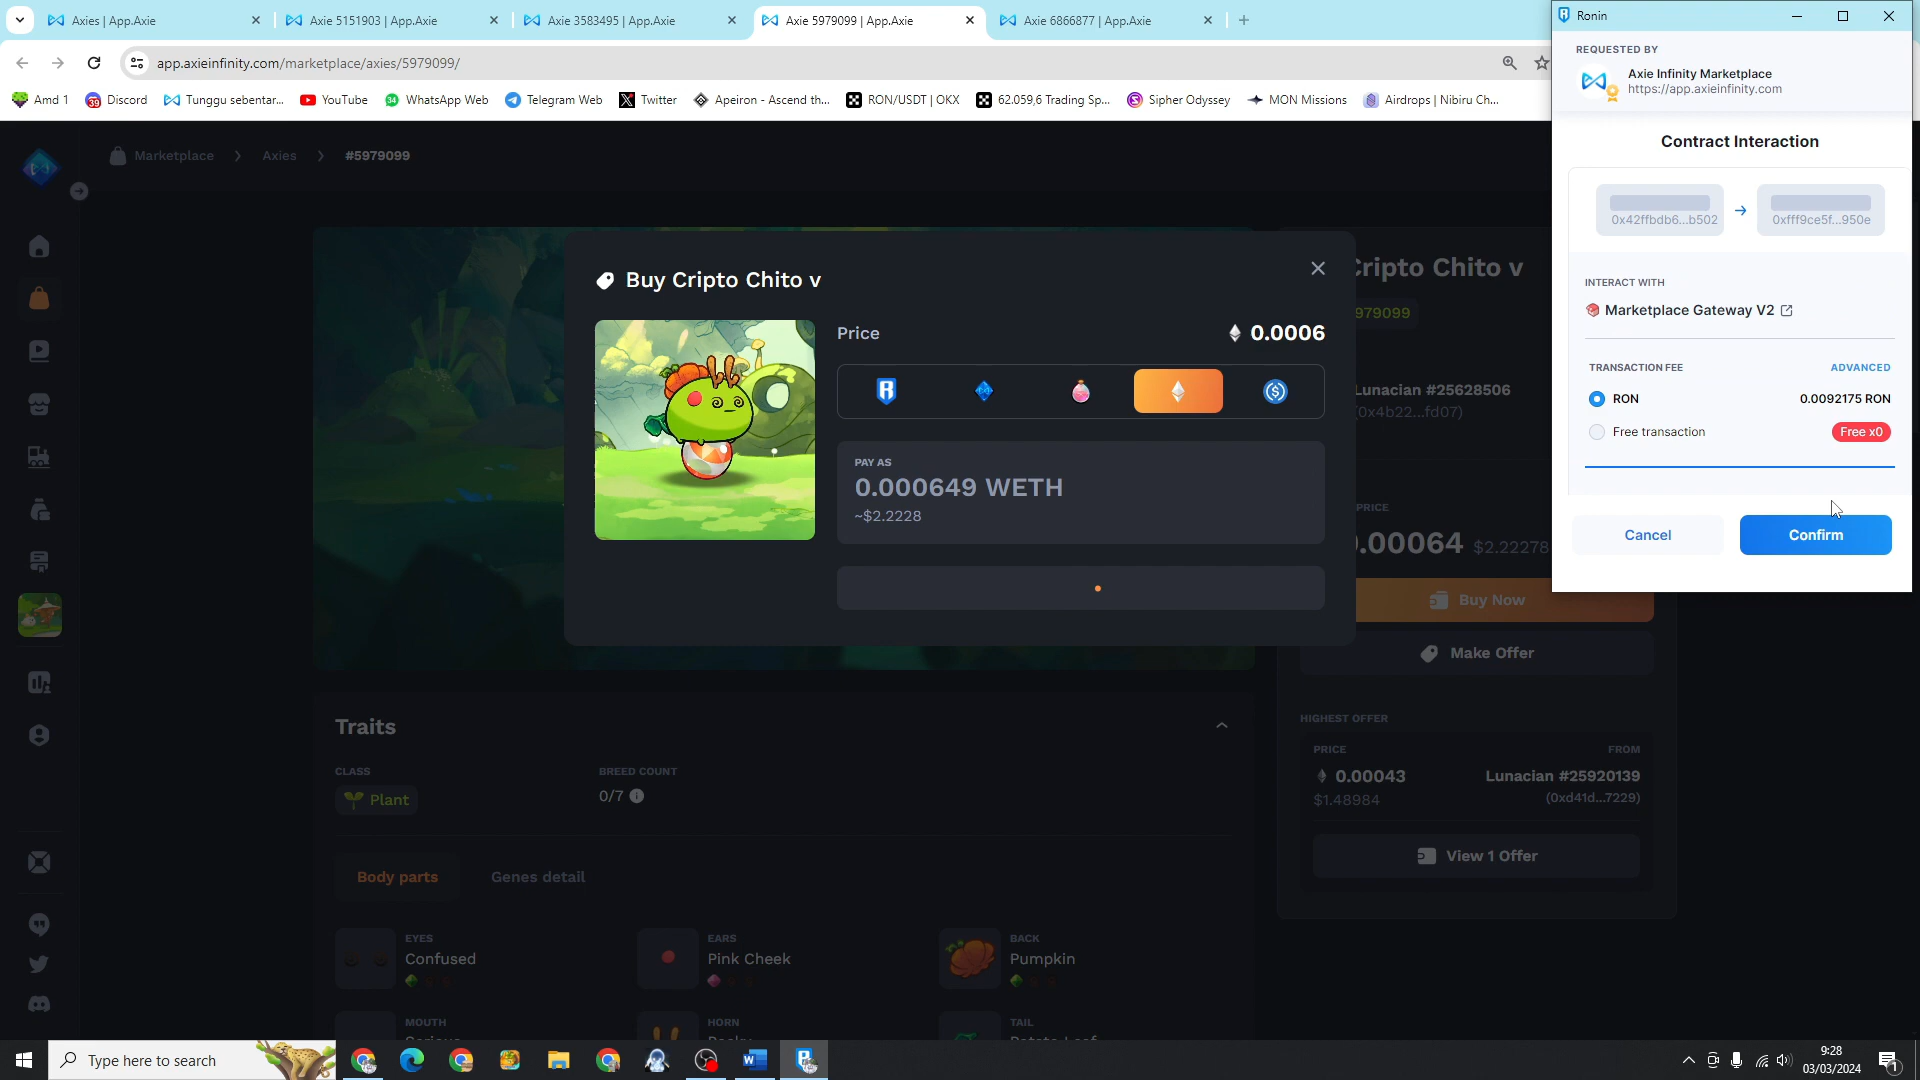 Axies | App.Axie
Axie 5151903 | App.Axie
Axie 3583495 | App.Axie
Axie 5979099 | App.Axie
Axie 6866877 | App.Axie
app.axieinfinity.com/marketplace/axies/5979099/
Amd 1
39
Discord
Tunggu sebentar...
YouTube
34
WhatsApp Web
Telegram Web
Twitter
Apeiron - Ascend th...
RON/USDT | OKX
62.059,6 Trading Sp...
Sipher Odyssey
MON Missions
Airdrops | Nibiru Ch...
Ronin
REQUESTED BY
Axie Infinity Marketplace
https://app.axieinfinity.com
Contract Interaction
0x42ffbdb6...b502
0xfff9ce5f...950e
INTERACT WITH
Marketplace Gateway V2
TRANSACTION FEE
ADVANCED
RON
0.0092175 RON
Free transaction
Free x0
Cancel
Confirm
Marketplace
Axies
#5979099
Buy Cripto Chito v
Price
0.0006
PAY AS
0.000649 WETH
~$2.2228
Cripto Chito v
979099
Lunacian #25628506
(0x4b22...fd07)
PRICE
0.00064
$2.22278
Buy Now
Make Offer
HIGHEST OFFER
PRICE
FROM
0.00043
Lunacian #25920139
$1.48984
(0xd41d...7229)
View 1 Offer
Traits
CLASS
Plant
BREED COUNT
0/7
Body parts
Genes detail
EYES
Confused
EARS
Pink Cheek
BACK
Pumpkin
MOUTH
Serious
HORN
TAIL
Potato Leaf
Type here to search
9:28
03/03/2024
1